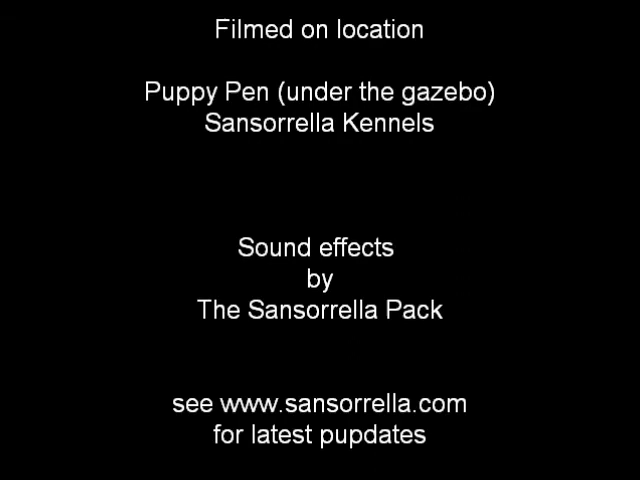 Filmed on location
Puppy Pen (under the gazebo)
Sansorrella Kennels
Sound effects
by
The Sansorrella Pack
see www.sansorrella.com
for latest pupdates